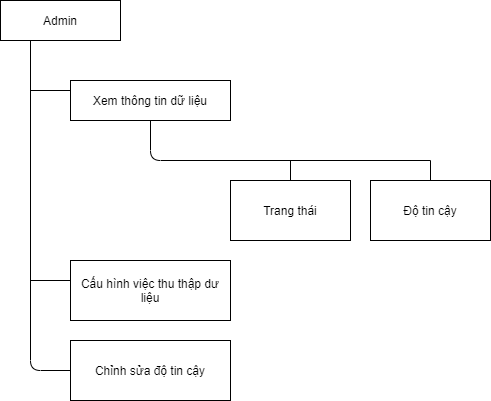 Admin
Xem thông tin dữ liệu
Trang thái
Độ tin cậy
Cấu hình việc thu thập dư
liệu
Chỉnh sửa độ tin cậy